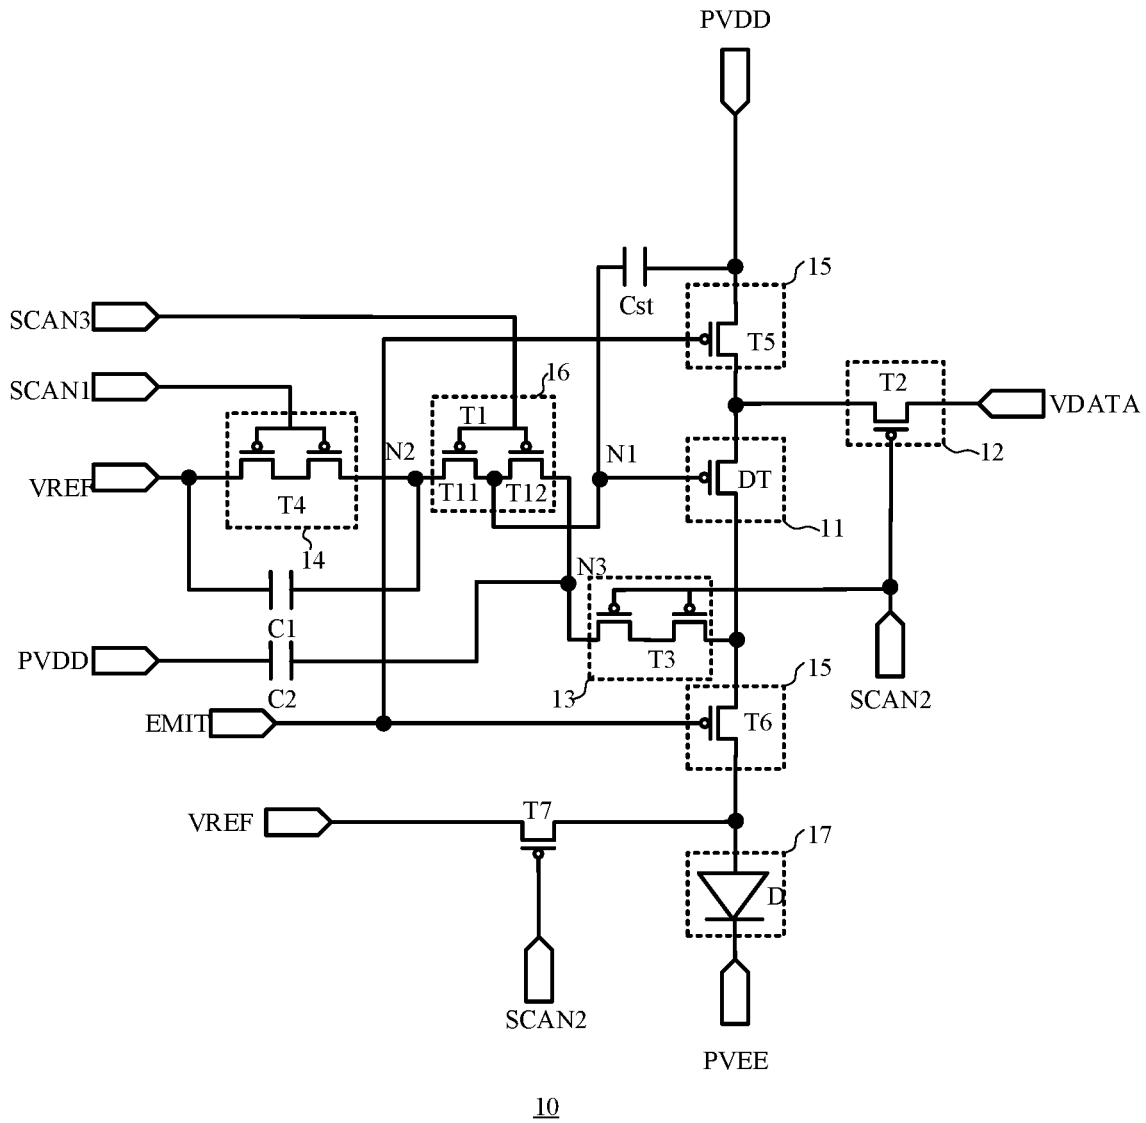 PVDD
15
Cst
SCAN3
T5
16
T2
SCAN1
T1
VDATA
N2
N1
12
VREF
T11
T12
DT
T4
11
14
N3
C1
T3
15
PVDD
C2
13
SCAN2
EMIT
T6
T7
VREF
17
D
SCAN2
PVEE
10